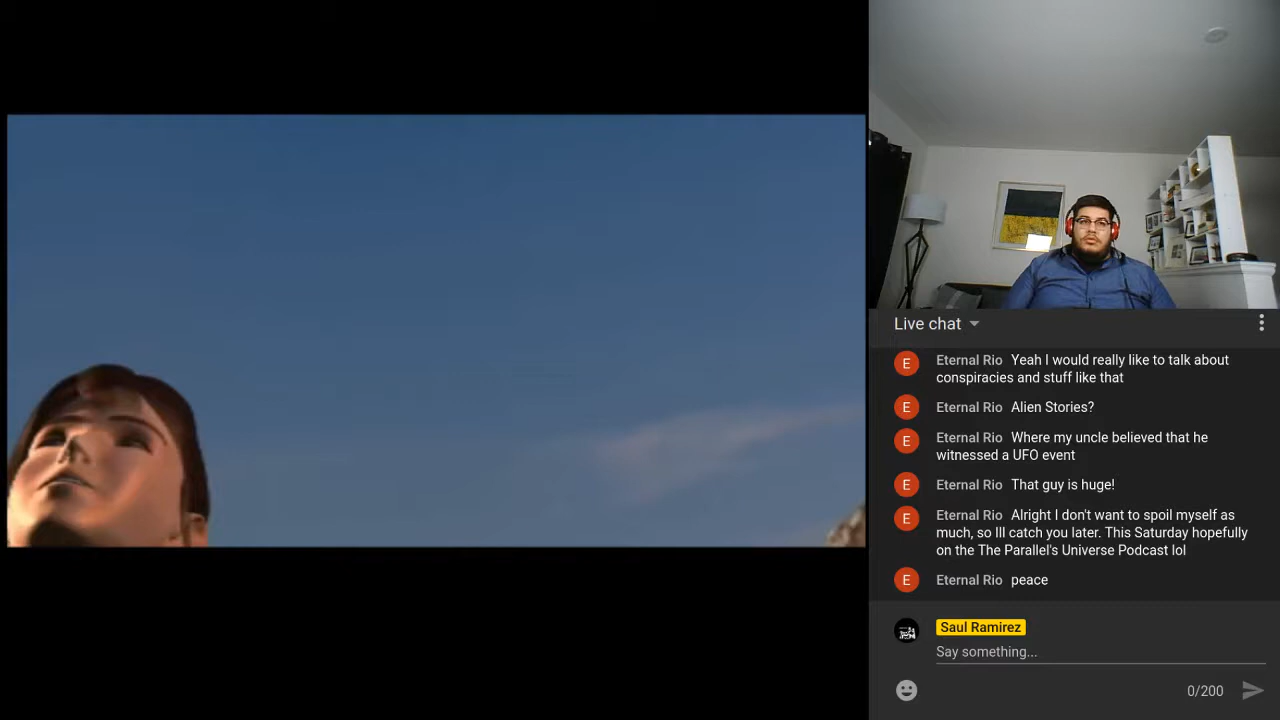 Live chat
Eternal Rio Yeah I would really like to talk about
conspiracies and stuff like that
Eternal Rio Alien Stories?
Eternal Rio Where my uncle believed that he
witnessed a UFO event
Eternal Rio That guy is huge!
Eternal Rio Alright I don't want to spoil myself as
much, so Ill catch you later. This Saturday hopefully
on the The Parallel's Universe Podcast lol
Eternal Rio peace
Saul Ramirez
Say something...
0/200
E
E
E
E
E
E